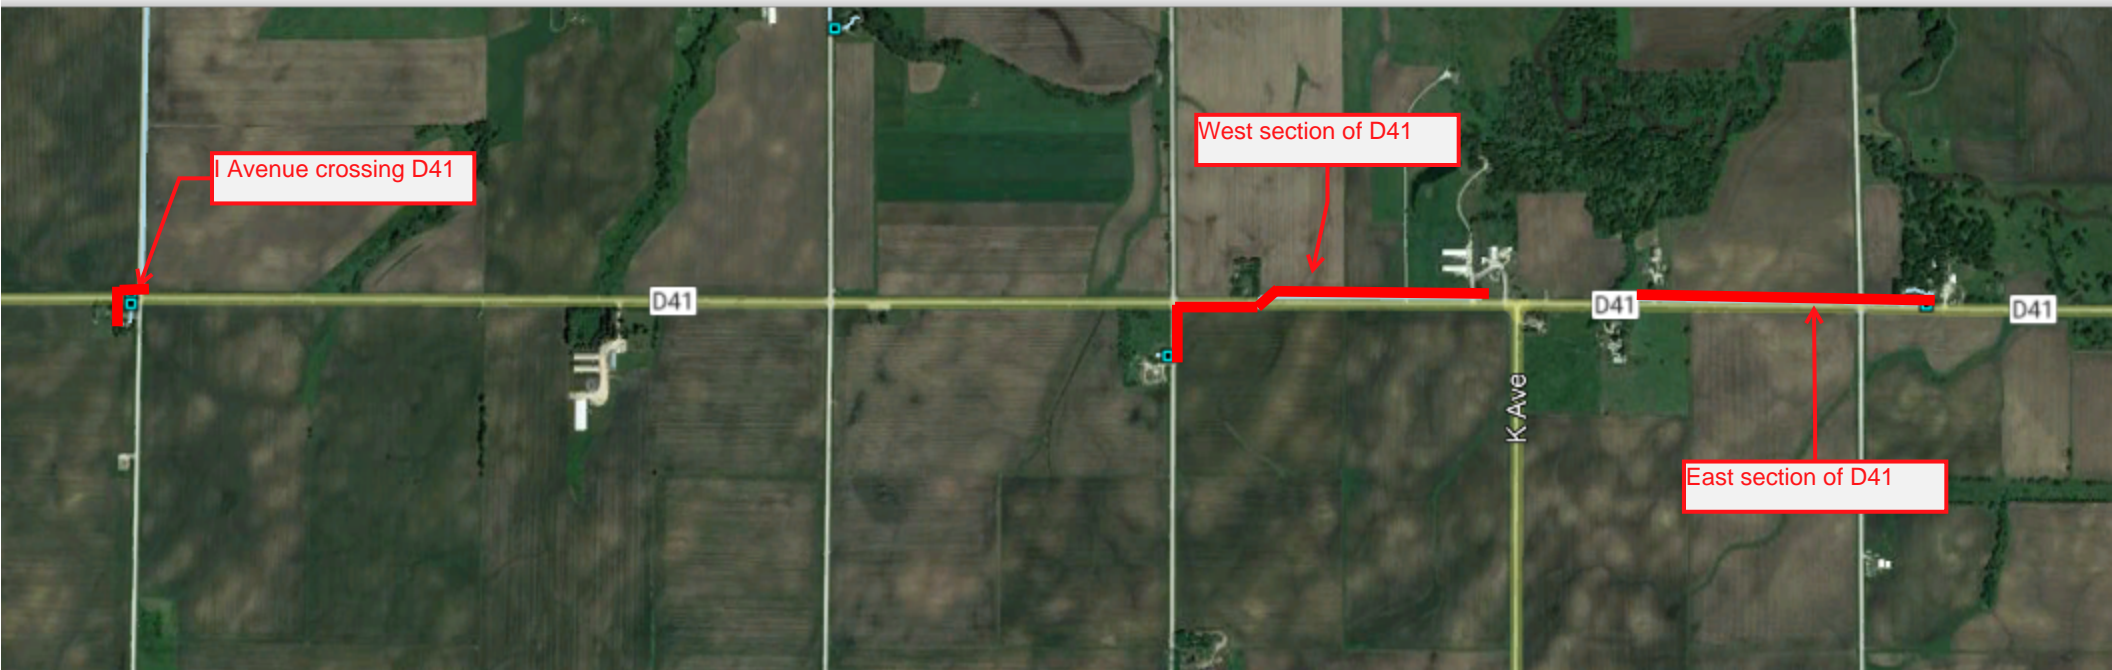 West section of D41
I Avenue crossing D41
D41
D41
D41
K Ave
East section of D41